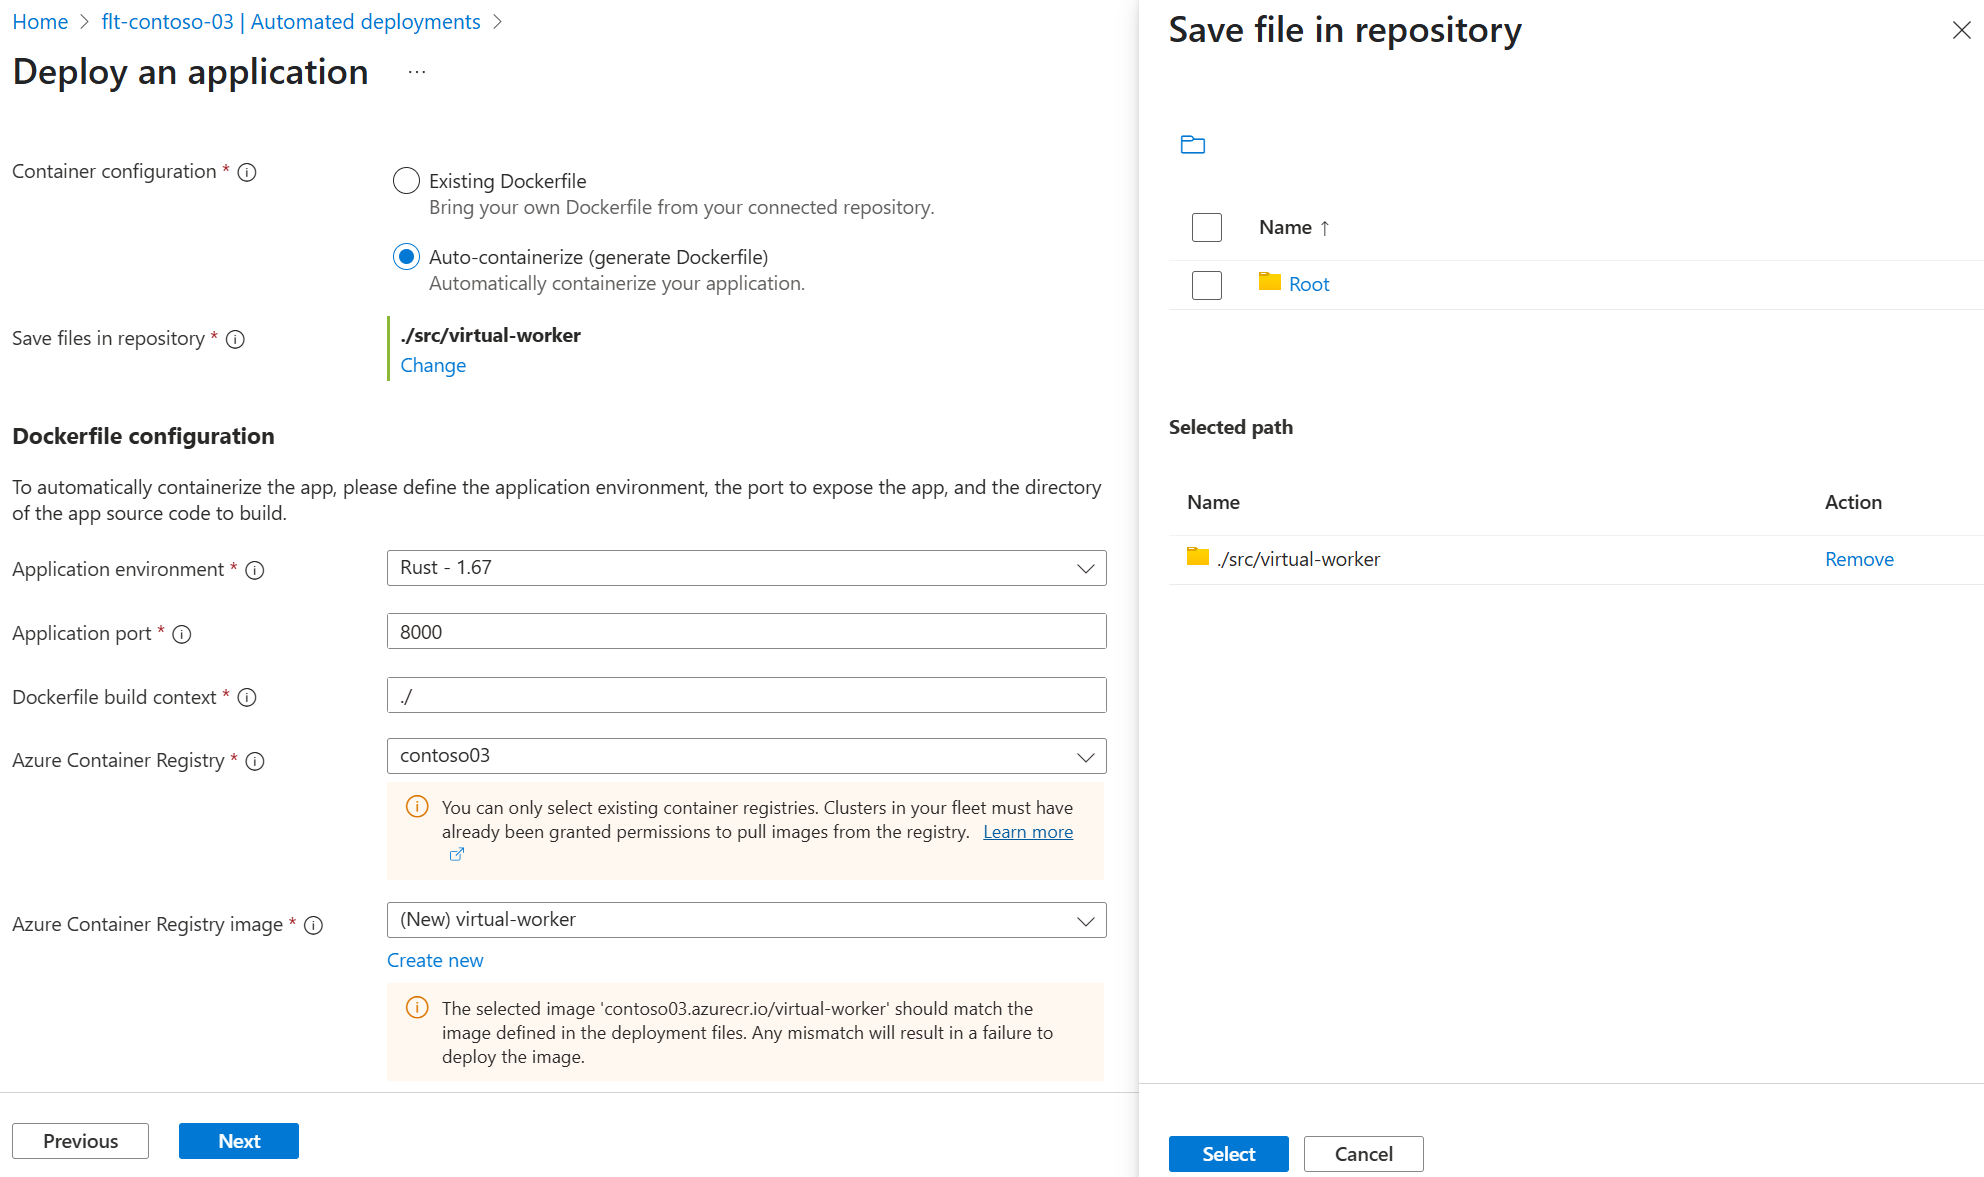 Home > flt-contoso-03 | Automated deployments >
Deploy an application ...
Container configuration *
Existing Dockerfile
Bring your own Dockerfile from your connected repository.
Auto-containerize (generate Dockerfile)
Automatically containerize your application.
Save files in repository *
./src/virtual-worker
Change
Dockerfile configuration
To automatically containerize the app, please define the application environment, the port to expose the app, and the directory
of the app source code to build.
Application environment *
Rust - 1.67
Application port *
8000
Dockerfile build context *
./
Azure Container Registry *
contoso03
You can only select existing container registries. Clusters in your fleet must have
already been granted permissions to pull images from the registry. Learn more
Azure Container Registry image *
(New) virtual-worker
Create new
The selected image 'contoso03.azurecr.io/virtual-worker' should match the
image defined in the deployment files. Any mismatch will result in a failure to
deploy the image.
Previous
Next
Save file in repository
Name ↑
Root
Selected path
Name Action
./src/virtual-worker Remove
Select
Cancel